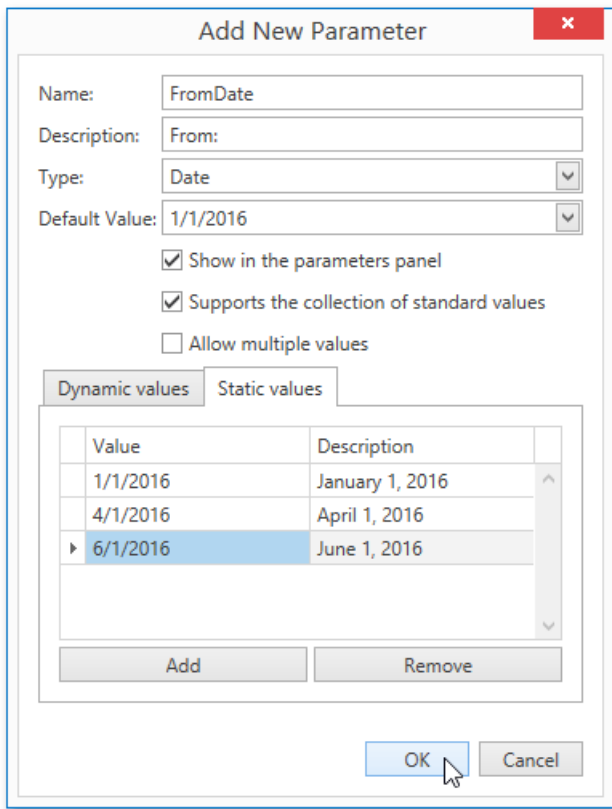 Add New Parameter
Name: FromDate
Description: From:
Type: Date
Default Value: 1/1/2016
Show in the parameters panel
Supports the collection of standard values
Allow multiple values
Dynamic values Static values
Value Description
1/1/2016 January 1, 2016
4/1/2016 April 1, 2016
6/1/2016 June 1, 2016
Add Remove
OK Cancel